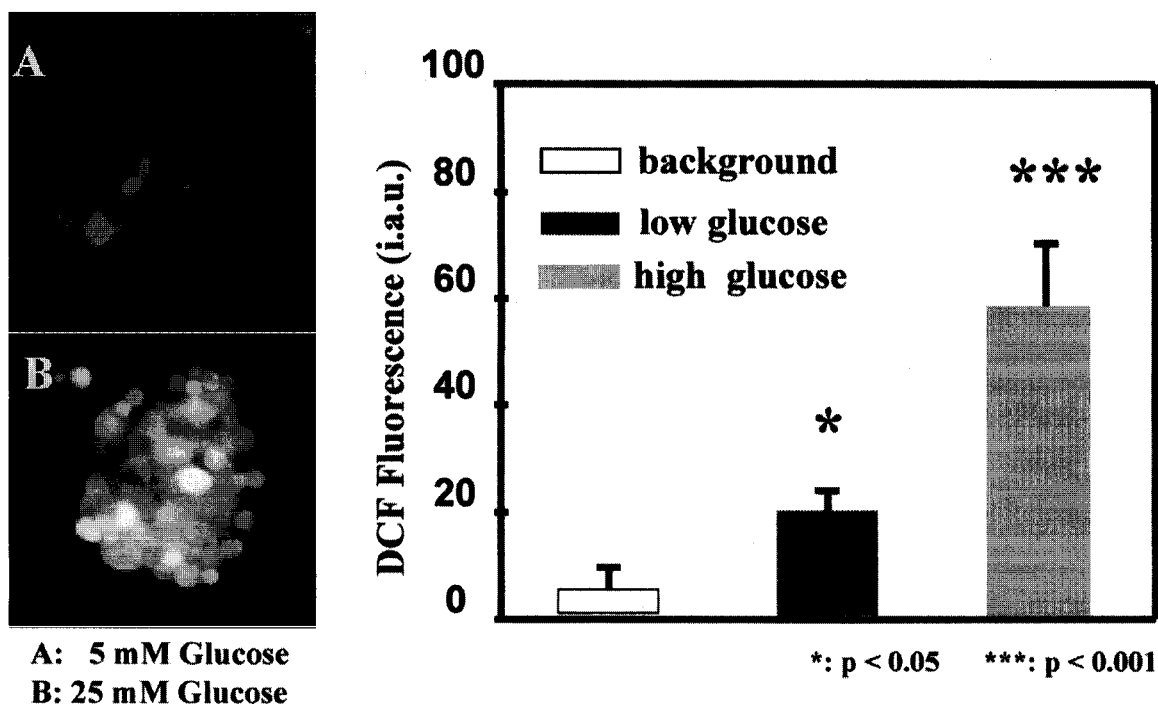 A
B
A: 5 mM Glucose
B: 25 mM Glucose
100
80
60
40
20
0
DCF Fluorescence (i.a.u.)
background
low glucose
high glucose
*
***
*: p < 0.05 ***: p < 0.001